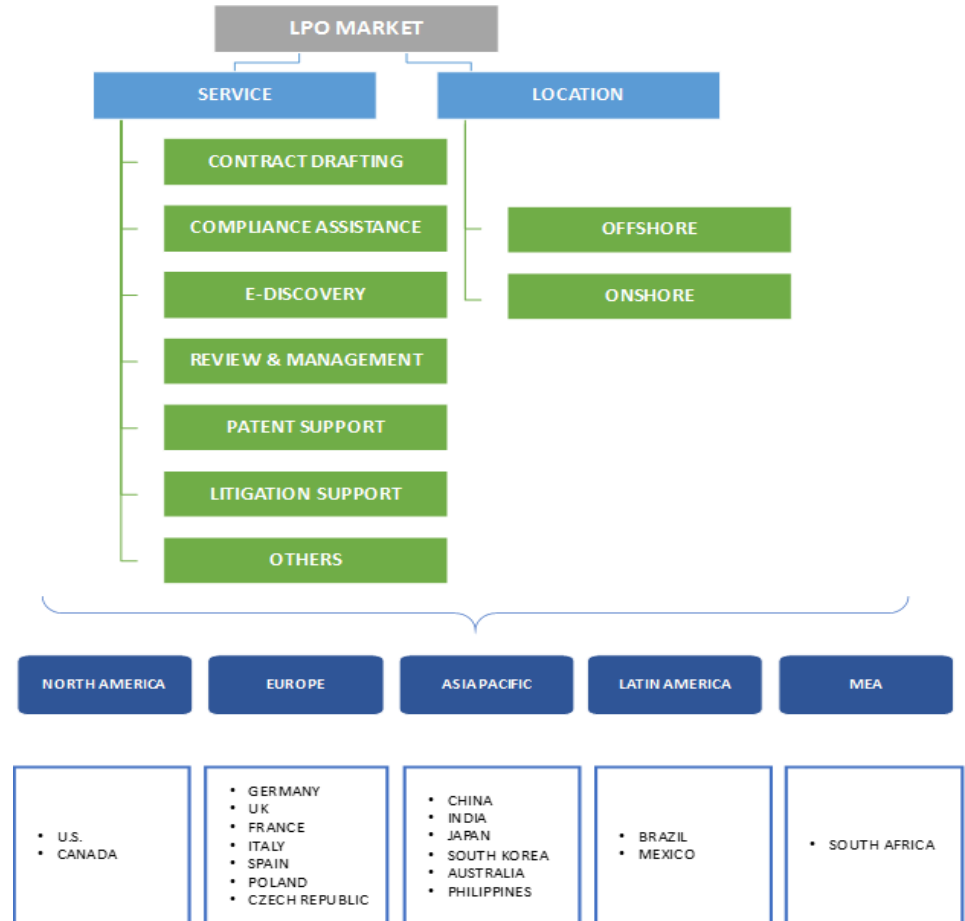 LPO MARKET
SERVICE
LOCATION
CONTRACT DRAFTING
COMPLIANCE ASSISTANCE
E-DISCOVERY
REVIEW & MANAGEMENT
PATENT SUPPORT
LITIGATION SUPPORT
OTHERS
OFFSHORE
ONSHORE
NORTH AMERICA
EUROPE
ASIA PACIFIC
LATIN AMERICA
MEA
• U.S.
• CANADA
• GERMANY
• UK
• FRANCE
• ITALY
• SPAIN
• POLAND
• CZECH REPUBLIC
• CHINA
• INDIA
• JAPAN
• SOUTH KOREA
• AUSTRALIA
• PHILIPPINES
• BRAZIL
• MEXICO
• SOUTH AFRICA